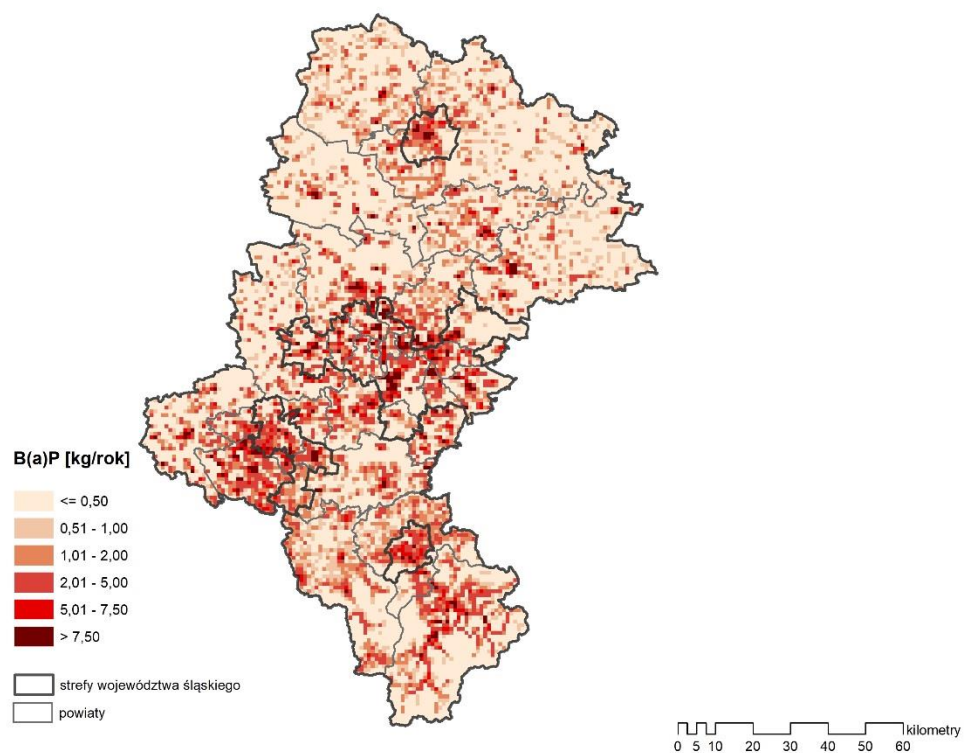 B(a)P [kg/rok]
<= 0,50
0,51 - 1,00
1,01 - 2,00
2,01 - 5,00
5,01 - 7,50
> 7,50
strefy województwa śląskiego
powiaty
kilometry
0 5 10 20 30 40 50 60